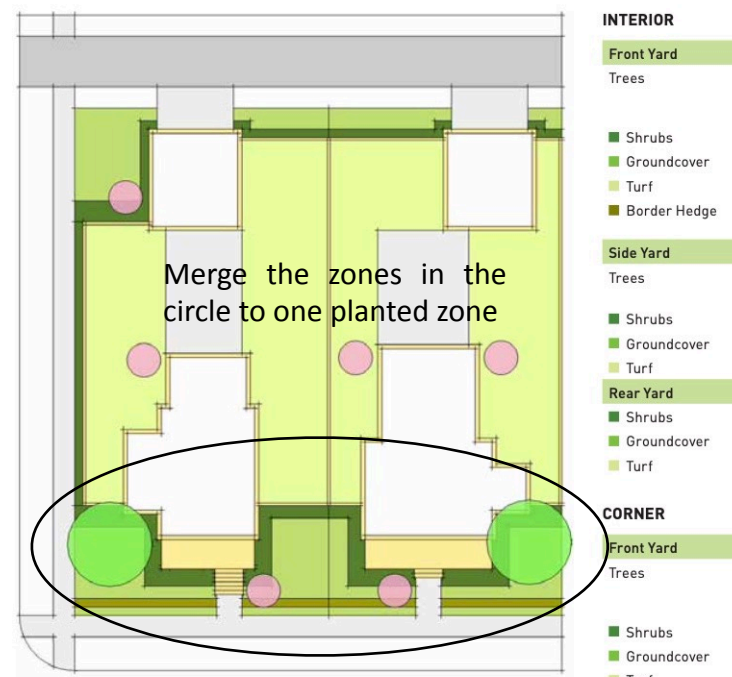 Merge the zones in the
circle to one planted zone
INTERIOR
Front Yard
Trees
Shrubs
Groundcover
Turf
Border Hedge
Side Yard
Trees
Shrubs
Groundcover
Turf
Rear Yard
Shrubs
Groundcover
Turf
CORNER
Front Yard
Trees
Shrubs
Groundcover